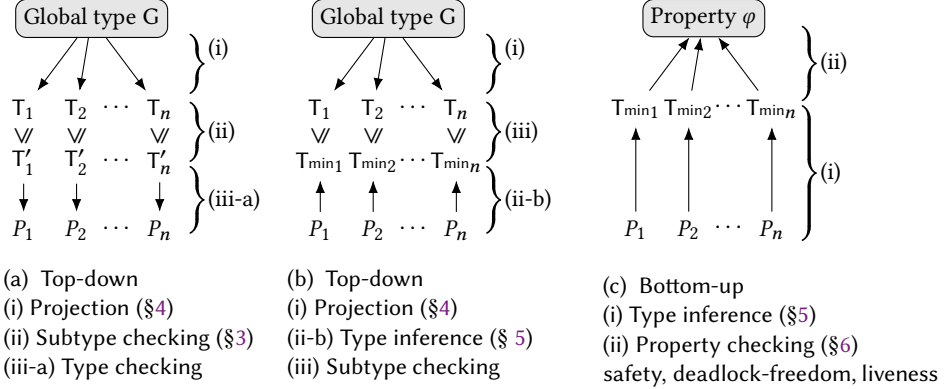 Global type G
(i)
T₁ T₂ ⋯ Tₙ
(ii)
⩔ ⩔ ⩔
T′₁ T′₂ ⋯ T′ₙ
(iii-a)
P₁ P₂ ⋯ Pₙ
(a) Top-down
(i) Projection (§4)
(ii) Subtype checking (§3)
(iii-a) Type checking
Global type G
(i)
T₁ T₂ ⋯ Tₙ
(iii)
⩔ ⩔ ⩔
Tmin₁ Tmin₂ ⋯ Tminₙ
(ii-b)
P₁ P₂ ⋯ Pₙ
(b) Top-down
(i) Projection (§4)
(ii-b) Type inference (§ 5)
(iii) Subtype checking
Property φ
(ii)
Tmin₁ Tmin₂ ⋯ Tminₙ
(i)
P₁ P₂ ⋯ Pₙ
(c) Bottom-up
(i) Type inference (§5)
(ii) Property checking (§6)
safety, deadlock-freedom, liveness